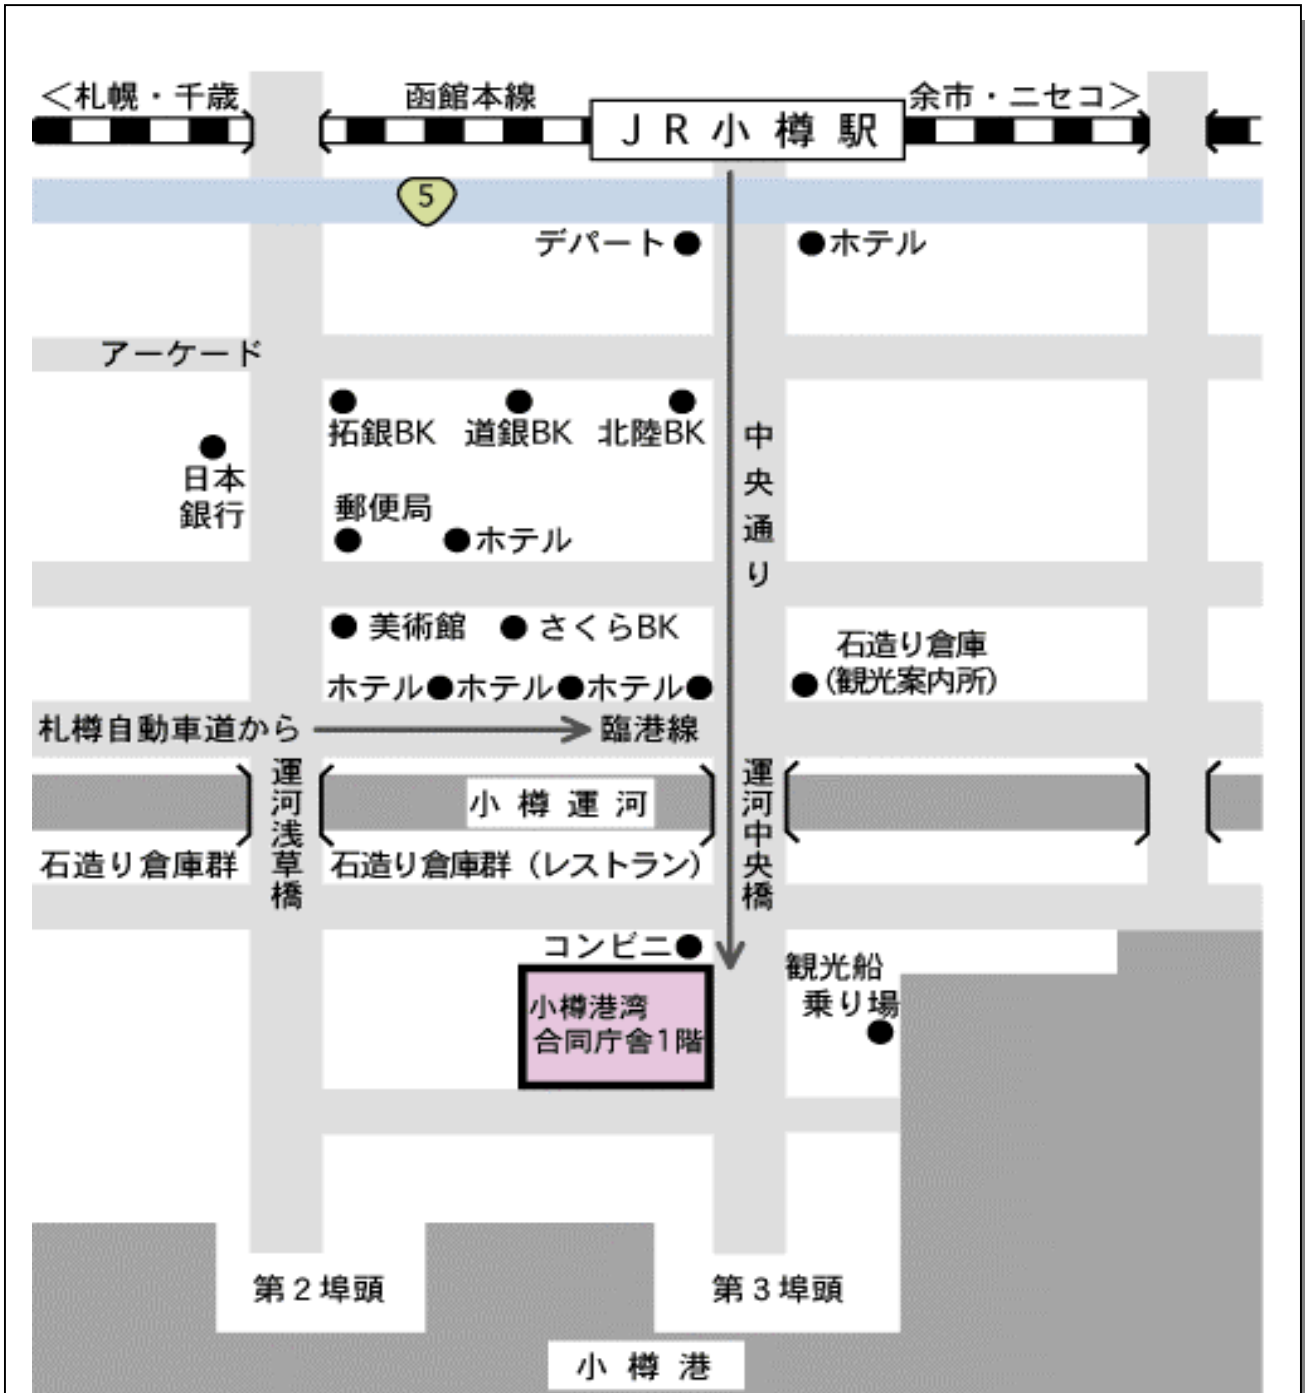 ＜札幌・千歳
函館本線
余市・ニセコ＞
ＪＲ小樽駅
5
デパート
ホテル
アーケード
拓銀BK
道銀BK
北陸BK
日本
銀行
郵便局
ホテル
中央通り
美術館
さくらBK
石造り倉庫
(観光案内所)
ホテル
ホテル
ホテル
札樽自動車道から
臨港線
運河浅草橋
小樽運河
運河中央橋
石造り倉庫群
石造り倉庫群（レストラン）
コンビニ
観光船
乗り場
小樽港湾
合同庁舎1階
第２埠頭
第３埠頭
小樽港